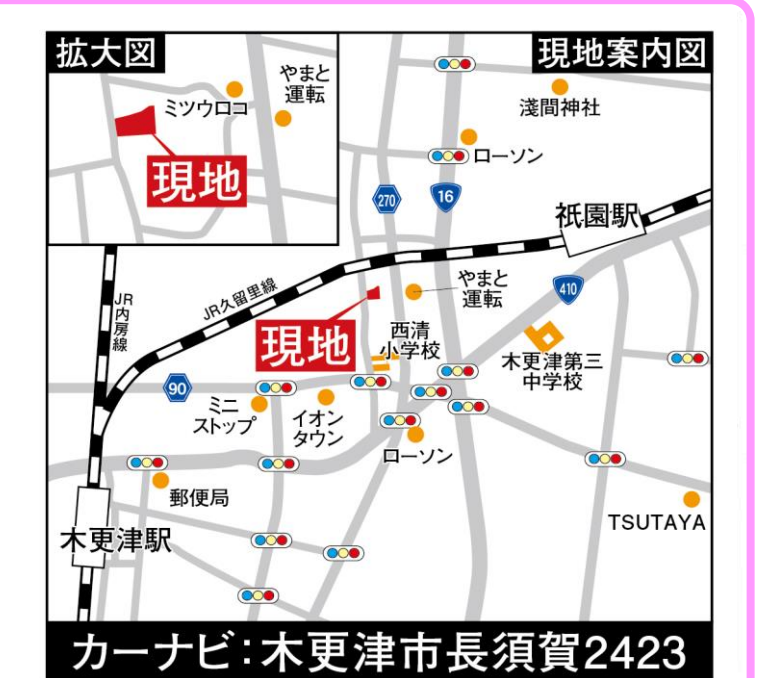 拡大図
現地案内図
やまと
運転
ミツウロコ
現地
淺間神社
ローソン
270
16
祇園駅
JR内房線
JR久留里線
やまと
運転
410
現地
西清
小学校
木更津第三
中学校
90
ミニ
ストップ
イオン
タウン
ローソン
郵便局
木更津駅
TSUTAYA
カーナビ:木更津市長須賀2423